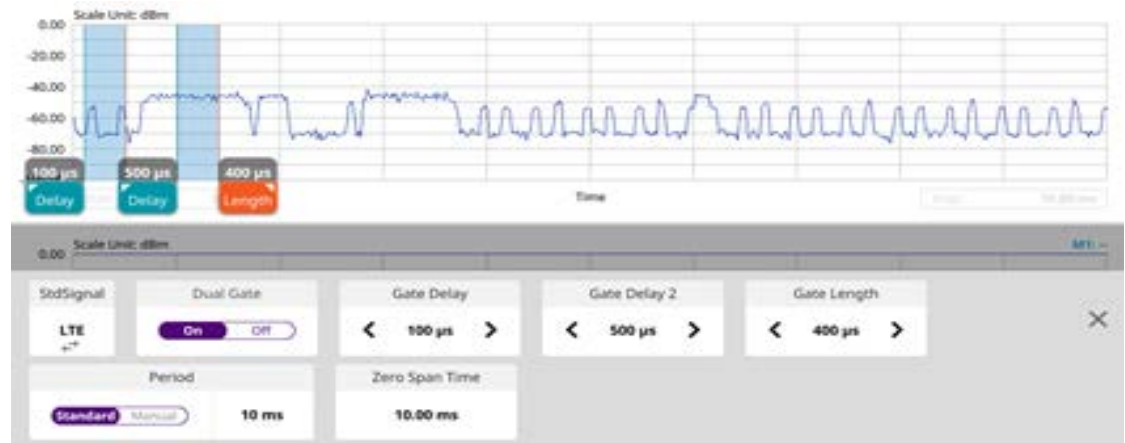 Scale Unit: dBm
0.00
-20.00
-40.00
-60.00
-80.00
100 µs
500 µs
400 µs
Delay
Delay
Length
Time
Scale Unit: dBm
0.00
M1: --
StdSignal
Dual Gate
Gate Delay
Gate Delay 2
Gate Length
LTE
On
Off
100 µs
500 µs
400 µs
Period
Zero Span Time
Standard
Manual
10 ms
10.00 ms